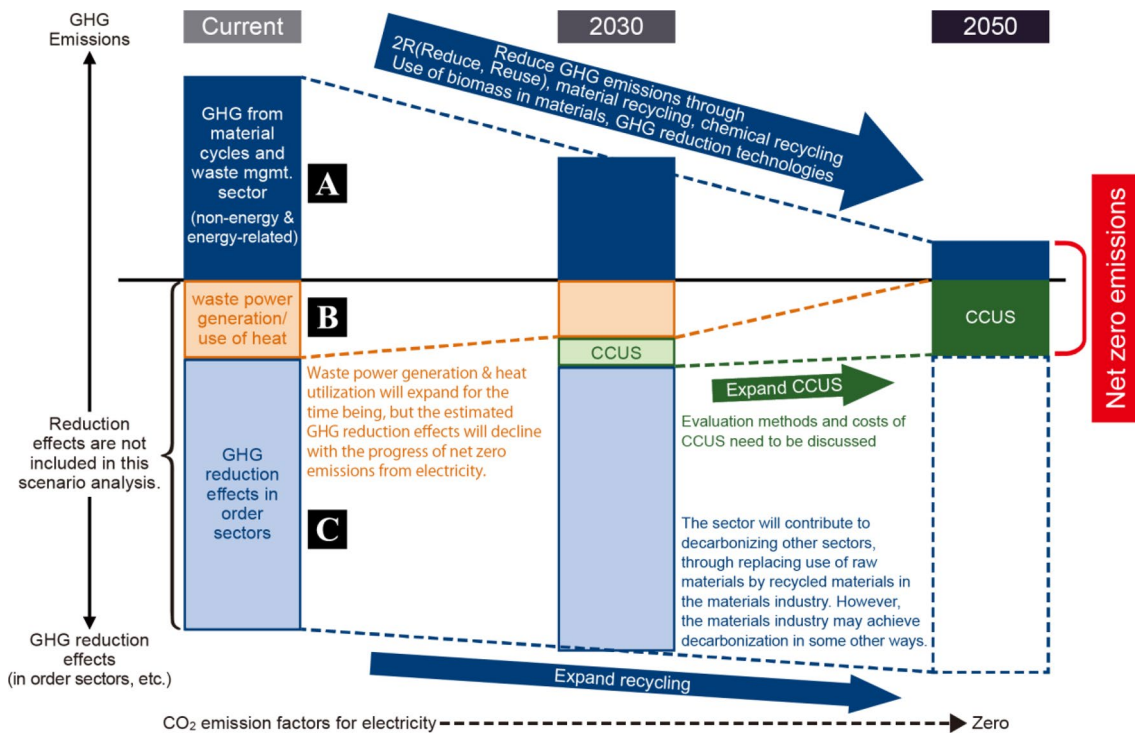 GHG
Emissions
Current
2030
2050
Reduce GHG emissions through
2R(Reduce, Reuse), material recycling, chemical recycling
Use of biomass in materials, GHG reduction technologies
GHG from
material
cycles and
waste mgmt.
sector
(non-energy &
energy-related)
A
Net zero emissions
waste power
generation/
use of heat
B
CCUS
CCUS
Waste power generation & heat
utilization will expand for the
time being, but the estimated
GHG reduction effects will decline
with the progress of net zero
emissions from electricity.
Expand CCUS
Evaluation methods and costs of
CCUS need to be discussed
Reduction
effects are not
included in this
scenario analysis.
GHG
reduction
effects in
order
sectors
C
The sector will contribute to
decarbonizing other sectors,
through replacing use of raw
materials by recycled materials in
the materials industry. However,
the materials industry may achieve
decarbonization in some other ways.
GHG reduction
effects
(in order sectors, etc.)
Expand recycling
CO₂ emission factors for electricity
Zero